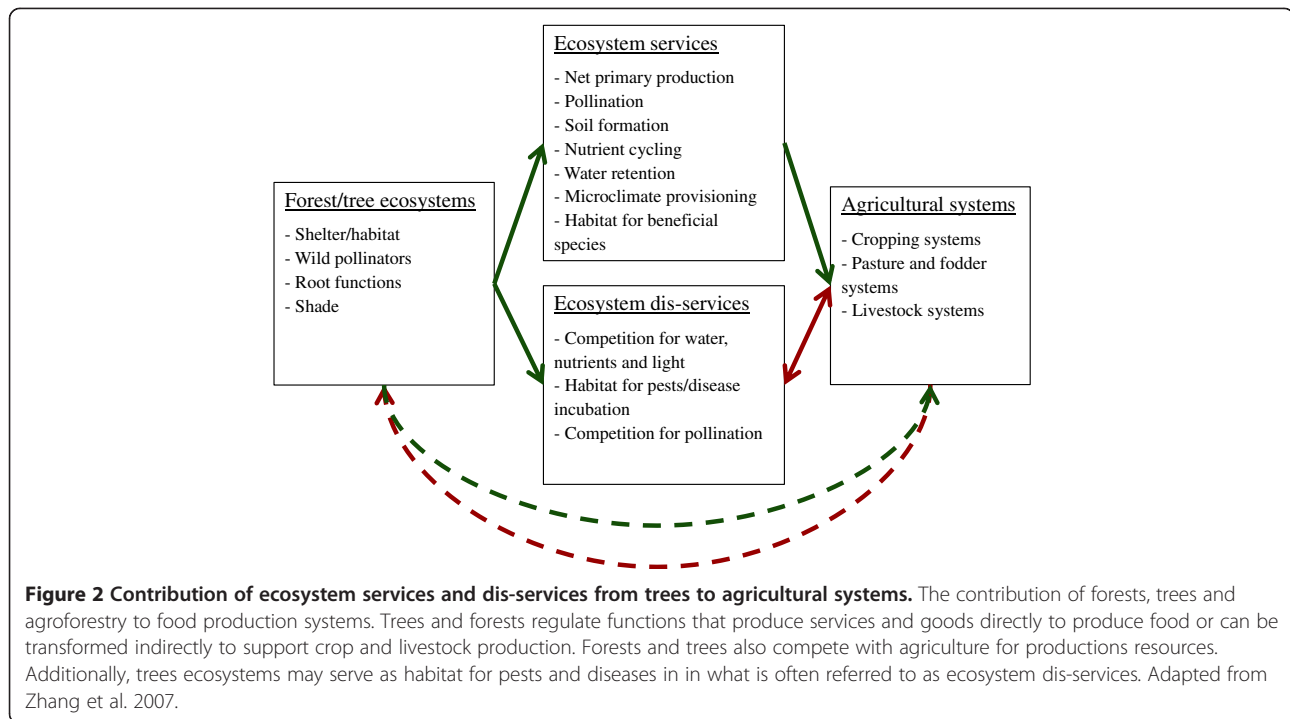 Ecosystem services
- Net primary production
- Pollination
- Soil formation
- Nutrient cycling
- Water retention
- Microclimate provisioning
- Habitat for beneficial
species
Forest/tree ecosystems
- Shelter/habitat
- Wild pollinators
- Root functions
- Shade
Agricultural systems
- Cropping systems
- Pasture and fodder
systems
- Livestock systems
Ecosystem dis-services
- Competition for water,
nutrients and light
- Habitat for pests/disease
incubation
- Competition for pollination
Figure 2 Contribution of ecosystem services and dis-services from trees to agricultural systems. The contribution of forests, trees and
agroforestry to food production systems. Trees and forests regulate functions that produce services and goods directly to produce food or can be
transformed indirectly to support crop and livestock production. Forests and trees also compete with agriculture for productions resources.
Additionally, trees ecosystems may serve as habitat for pests and diseases in in what is often referred to as ecosystem dis-services. Adapted from
Zhang et al. 2007.